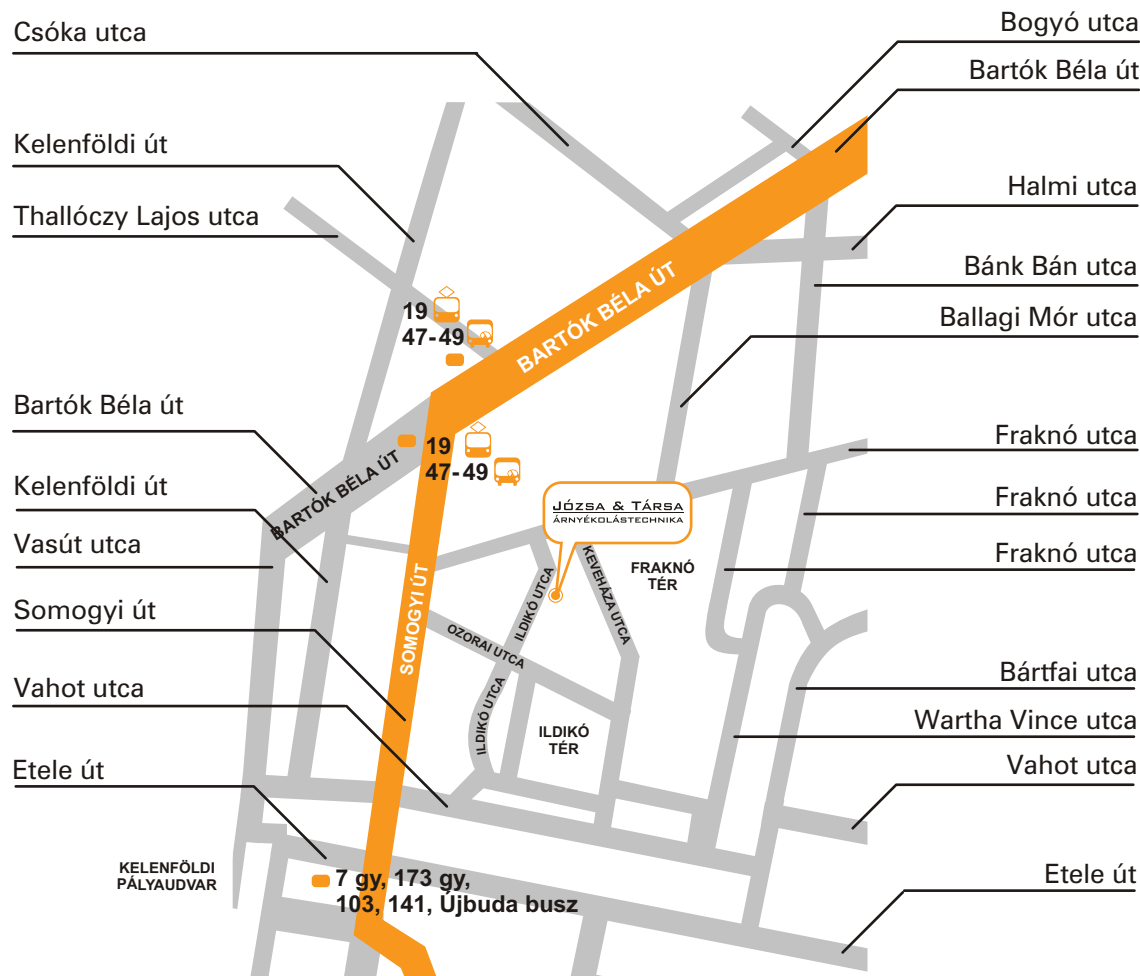 Csóka utca
Bogyó utca
Bartók Béla út
Kelenföldi út
Halmi utca
Thallóczy Lajos utca
Bánk Bán utca
19
47-49
BARTÓK BÉLA ÚT
Ballagi Mór utca
Bartók Béla út
19
47-49
BARTÓK BÉLA ÚT
Fraknó utca
Kelenföldi út
Fraknó utca
JÓZSA & TÁRSA
ÁRNYÉKOLÁSTECHNIKA
Vasút utca
Fraknó utca
FRAKNÓ
TÉR
KEVEHÁZA UTCA
ILDIKÓ UTCA
Somogyi út
SOMOGYI ÚT
OZORAI UTCA
Bártfai utca
Vahot utca
ILDIKÓ UTCA
Wartha Vince utca
ILDIKÓ
TÉR
Etele út
Vahot utca
KELENFÖLDI
PÁLYAUDVAR
7 gy, 173 gy,
103, 141, Újbuda busz
Etele út